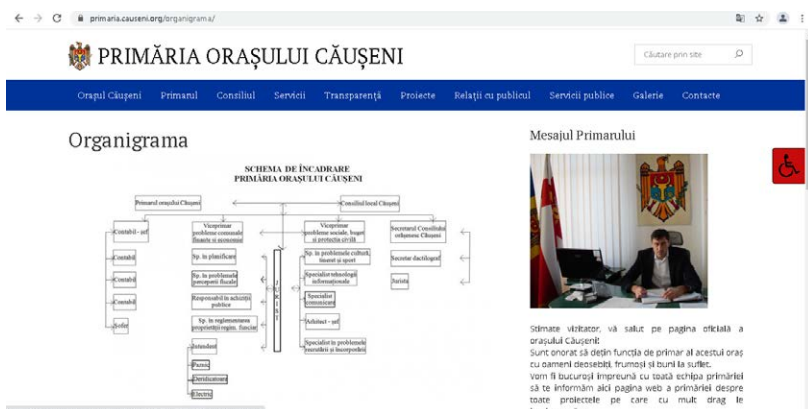 primaria.causeni.org/organigrama/
PRIMĂRIA ORAȘULUI CĂUȘENI
Căutare prin site
Orașul Căușeni Primarul Consiliul Servicii Transparență Proiecte Relații cu publicul Servicii publice Galerie Contacte
Organigrama
SCHEMA DE ÎNCADRARE
PRIMĂRIA ORAȘULUI CĂUȘENI
Primarul orașului Căușeni
Consiliul local Căușeni
Contabil - șef
Viceprimar
probleme comunale
finanțe și economie
Viceprimar
probleme sociale, buget
și protecția civilă
Secretarul Consiliului
orășenesc Căușeni
Contabil
Sp. în planificare
Sp. în problemele cultură,
tineret și sport
Secretar dactilograf
Contabil
Sp. în problemele
perceperii fiscale
JURIST
Specialist tehnologii
informaționale
Jurista
Contabil
Responsabil în achiziții
publice
Specialist
comunicare
Șofer
Sp. în reglementarea
proprietății regim. funciar
Arhitect - șef
Intendent
Specialist în problemele
recrutării și încorporării
Paznic
Deridicatoare
Electric
Mesajul Primarului
Stimate vizitator, vă salut pe pagina oficială a
orașului Căușeni!
Sunt onorat să dețin funcția de primar al acestui oraș
cu oameni deosebiți, frumoși și buni la suflet.
Vom fi bucuroși împreună cu toată echipa primăriei
să te informăm aici pagina web a primăriei despre
toate proiectele pe care cu mult drag le